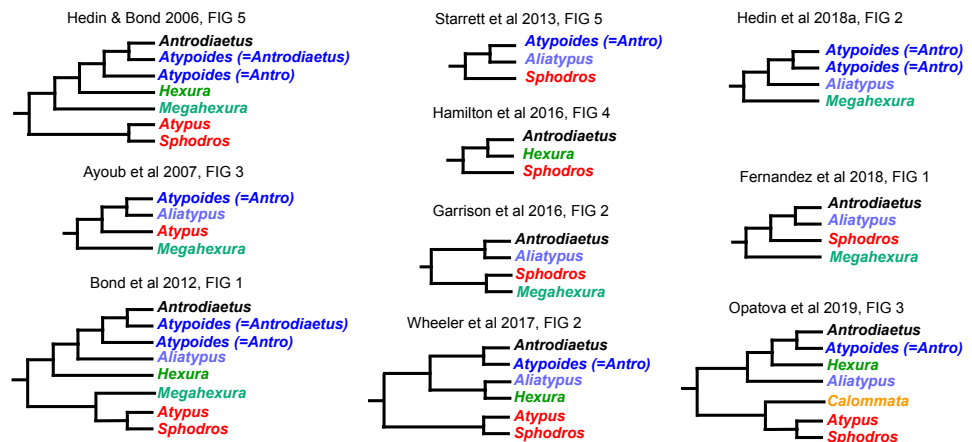 Hedin & Bond 2006, FIG 5
Antrodiaetus
Atypoides (=Antrodiaetus)
Atypoides (=Antro)
Hexura
Megahexura
Atypus
Sphodros
Ayoub et al 2007, FIG 3
Atypoides (=Antro)
Aliatypus
Atypus
Megahexura
Bond et al 2012, FIG 1
Antrodiaetus
Atypoides (=Antrodiaetus)
Atypoides (=Antro)
Aliatypus
Hexura
Megahexura
Atypus
Sphodros
Starrett et al 2013, FIG 5
Atypoides (=Antro)
Aliatypus
Sphodros
Hamilton et al 2016, FIG 4
Antrodiaetus
Hexura
Sphodros
Garrison et al 2016, FIG 2
Antrodiaetus
Aliatypus
Sphodros
Megahexura
Wheeler et al 2017, FIG 2
Antrodiaetus
Atypoides (=Antro)
Aliatypus
Hexura
Atypus
Sphodros
Hedin et al 2018a, FIG 2
Atypoides (=Antro)
Atypoides (=Antro)
Aliatypus
Megahexura
Fernandez et al 2018, FIG 1
Antrodiaetus
Aliatypus
Sphodros
Megahexura
Opatova et al 2019, FIG 3
Antrodiaetus
Atypoides (=Antro)
Hexura
Aliatypus
Calommata
Atypus
Sphodros